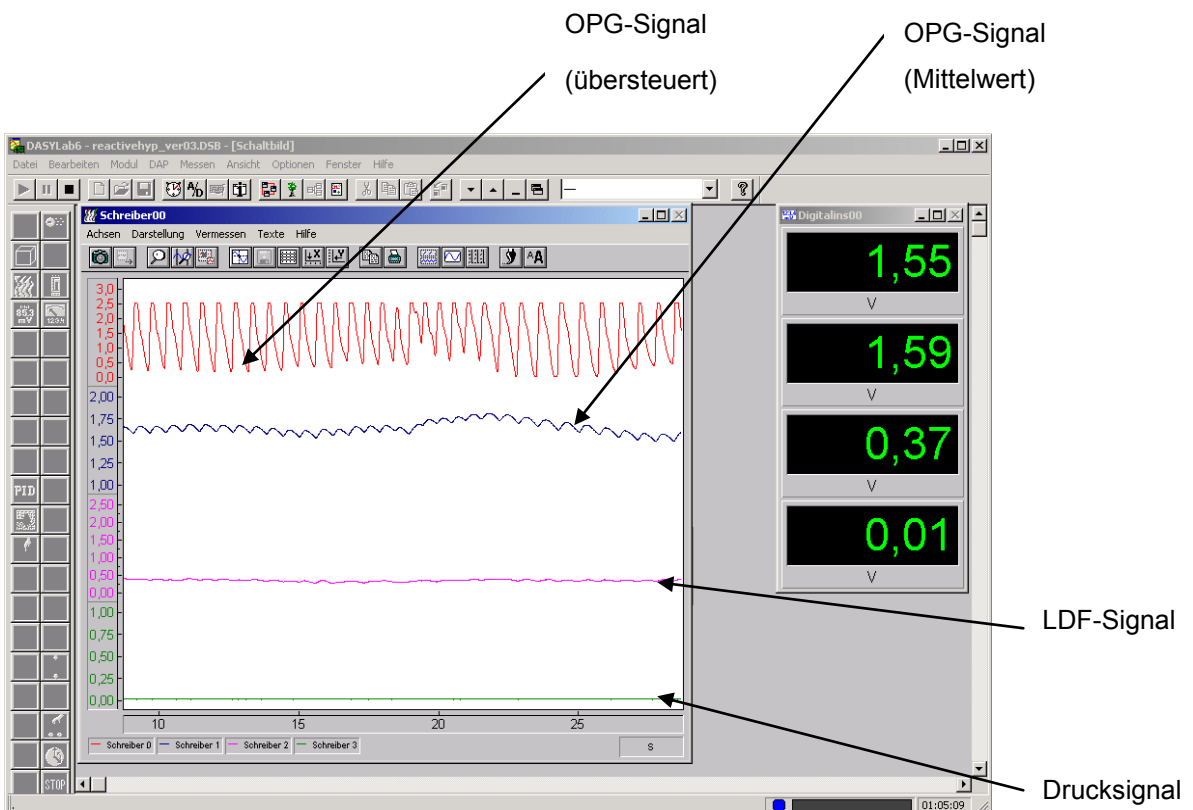 OPG-Signal
(übersteuert)
OPG-Signal
(Mittelwert)
DASYLab6 - reactivehyp_ver03.DSB - [Schaltbild]
Datei Bearbeiten Modul DAP Messen Ansicht Optionen Fenster Hilfe
A/D
Schreiber00
Achsen Darstellung Vermessen Texte Hilfe
AA
3,0
2,5
2,0
1,5
1,0
0,5
0,0
2,00
1,75
1,50
1,25
1,00
2,50
2,00
1,50
1,00
0,50
0,00
1,00
0,75
0,50
0,25
0,00
10 15 20 25
Schreiber 0 Schreiber 1 Schreiber 2 Schreiber 3 S
Digitalins00
1,55
V
1,59
V
0,37
V
0,01
V
85.3
mV
PID
STOP
LDF-Signal
Drucksignal
01:05:09